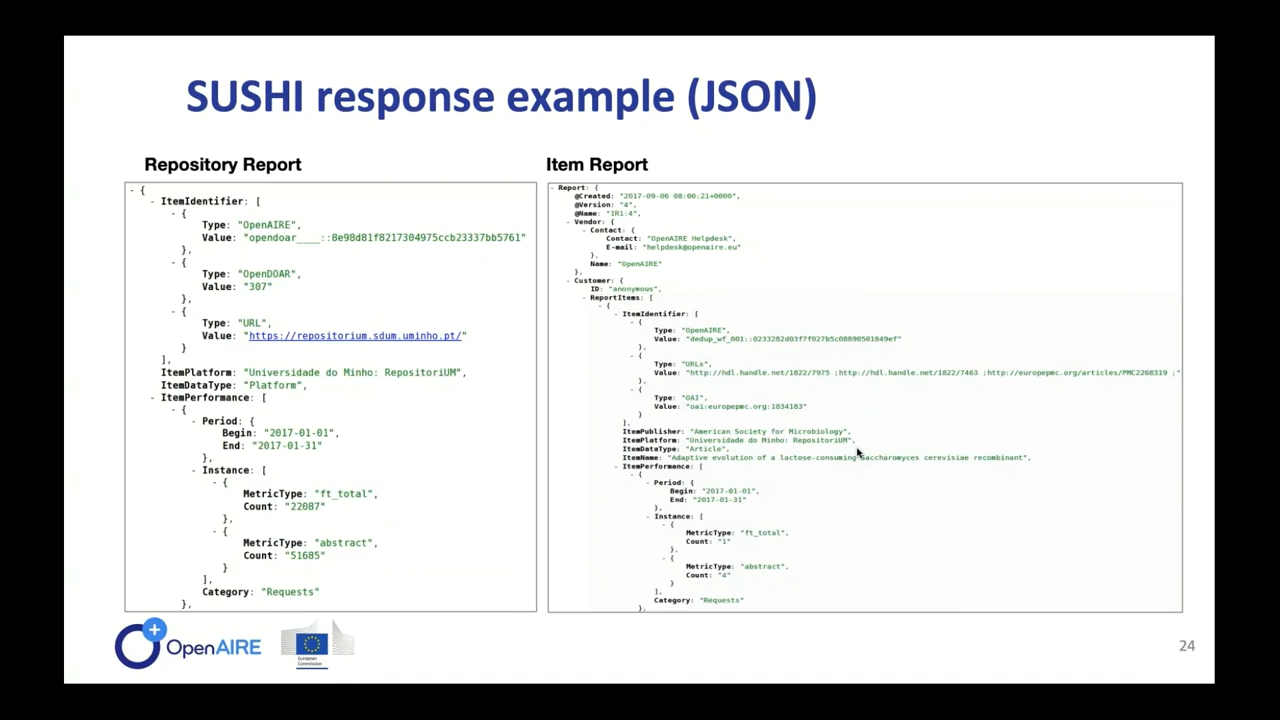 SUSHI response example (JSON)
Repository Report
- {
- ItemIdentifier: [
- {
Type: "OpenAIRE",
Value: "opendoar____::8e98d81f8217304975ccb23337bb5761"
},
- {
Type: "OpenDOAR",
Value: "307"
},
- {
Type: "URL",
Value: "https://repositorium.sdum.uminho.pt/"
}
],
ItemPlatform: "Universidade do Minho: RepositoriUM",
ItemDataType: "Platform",
- ItemPerformance: [
- {
- Period: {
Begin: "2017-01-01",
End: "2017-01-31"
},
- Instance: [
- {
MetricType: "ft_total",
Count: "22087"
},
- {
MetricType: "abstract",
Count: "51685"
}
],
Category: "Requests"
},
Item Report
- Report: {
@Created: "2017-09-06 08:00:21+0000",
@Version: "4",
@Name: "IR1:4",
- Vendor: {
- Contact: {
Contact: "OpenAIRE Helpdesk",
E-mail: "helpdesk@openaire.eu"
},
Name: "OpenAIRE"
},
- Customer: {
ID: "anonymous",
- ReportItems: [
- {
- ItemIdentifier: [
- {
Type: "OpenAIRE",
Value: "dedup_wf_001::0233282d03f7f027b5c08890501849ef"
},
- {
Type: "URLs",
Value: "http://hdl.handle.net/1822/7975 ;http://hdl.handle.net/1822/7463 ;http://europepmc.org/articles/PMC2268319 ;"
},
- {
Type: "OAI",
Value: "oai:europepmc.org:1834183"
}
],
ItemPublisher: "American Society for Microbiology",
ItemPlatform: "Universidade do Minho: RepositoriUM",
ItemDataType: "Article",
ItemName: "Adaptive evolution of a lactose-consuming Saccharomyces cerevisiae recombinant",
- ItemPerformance: [
- {
- Period: {
Begin: "2017-01-01",
End: "2017-01-31"
},
- Instance: [
- {
MetricType: "ft_total",
Count: "1"
},
- {
MetricType: "abstract",
Count: "4"
}
],
Category: "Requests"
},
OpenAIRE
European
Commission
24